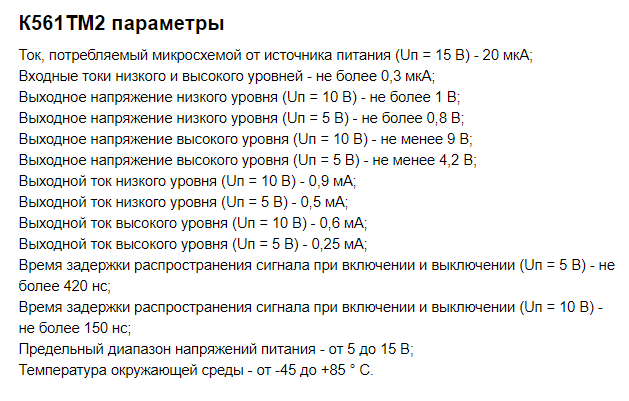 К561ТМ2 параметры
Ток, потребляемый микросхемой от источника питания (Uп = 15 В) - 20 мкА;
Входные токи низкого и высокого уровней - не более 0,3 мкА;
Выходное напряжение низкого уровня (Uп = 10 В) - не более 1 В;
Выходное напряжение низкого уровня (Uп = 5 В) - не более 0,8 В;
Выходное напряжение высокого уровня (Uп = 10 В) - не менее 9 В;
Выходное напряжение высокого уровня (Uп = 5 В) - не менее 4,2 В;
Выходной ток низкого уровня (Uп = 10 В) - 0,9 мА;
Выходной ток низкого уровня (Uп = 5 В) - 0,5 мА;
Выходной ток высокого уровня (Uп = 10 В) - 0,6 мА;
Выходной ток высокого уровня (Uп = 5 В) - 0,25 мА;
Время задержки распространения сигнала при включении и выключении (Uп = 5 В) - не
более 420 нс;
Время задержки распространения сигнала при включении и выключении (Uп = 10 В) -
не более 150 нс;
Предельный диапазон напряжений питания - от 5 до 15 В;
Температура окружающей среды - от -45 до +85 ° С.